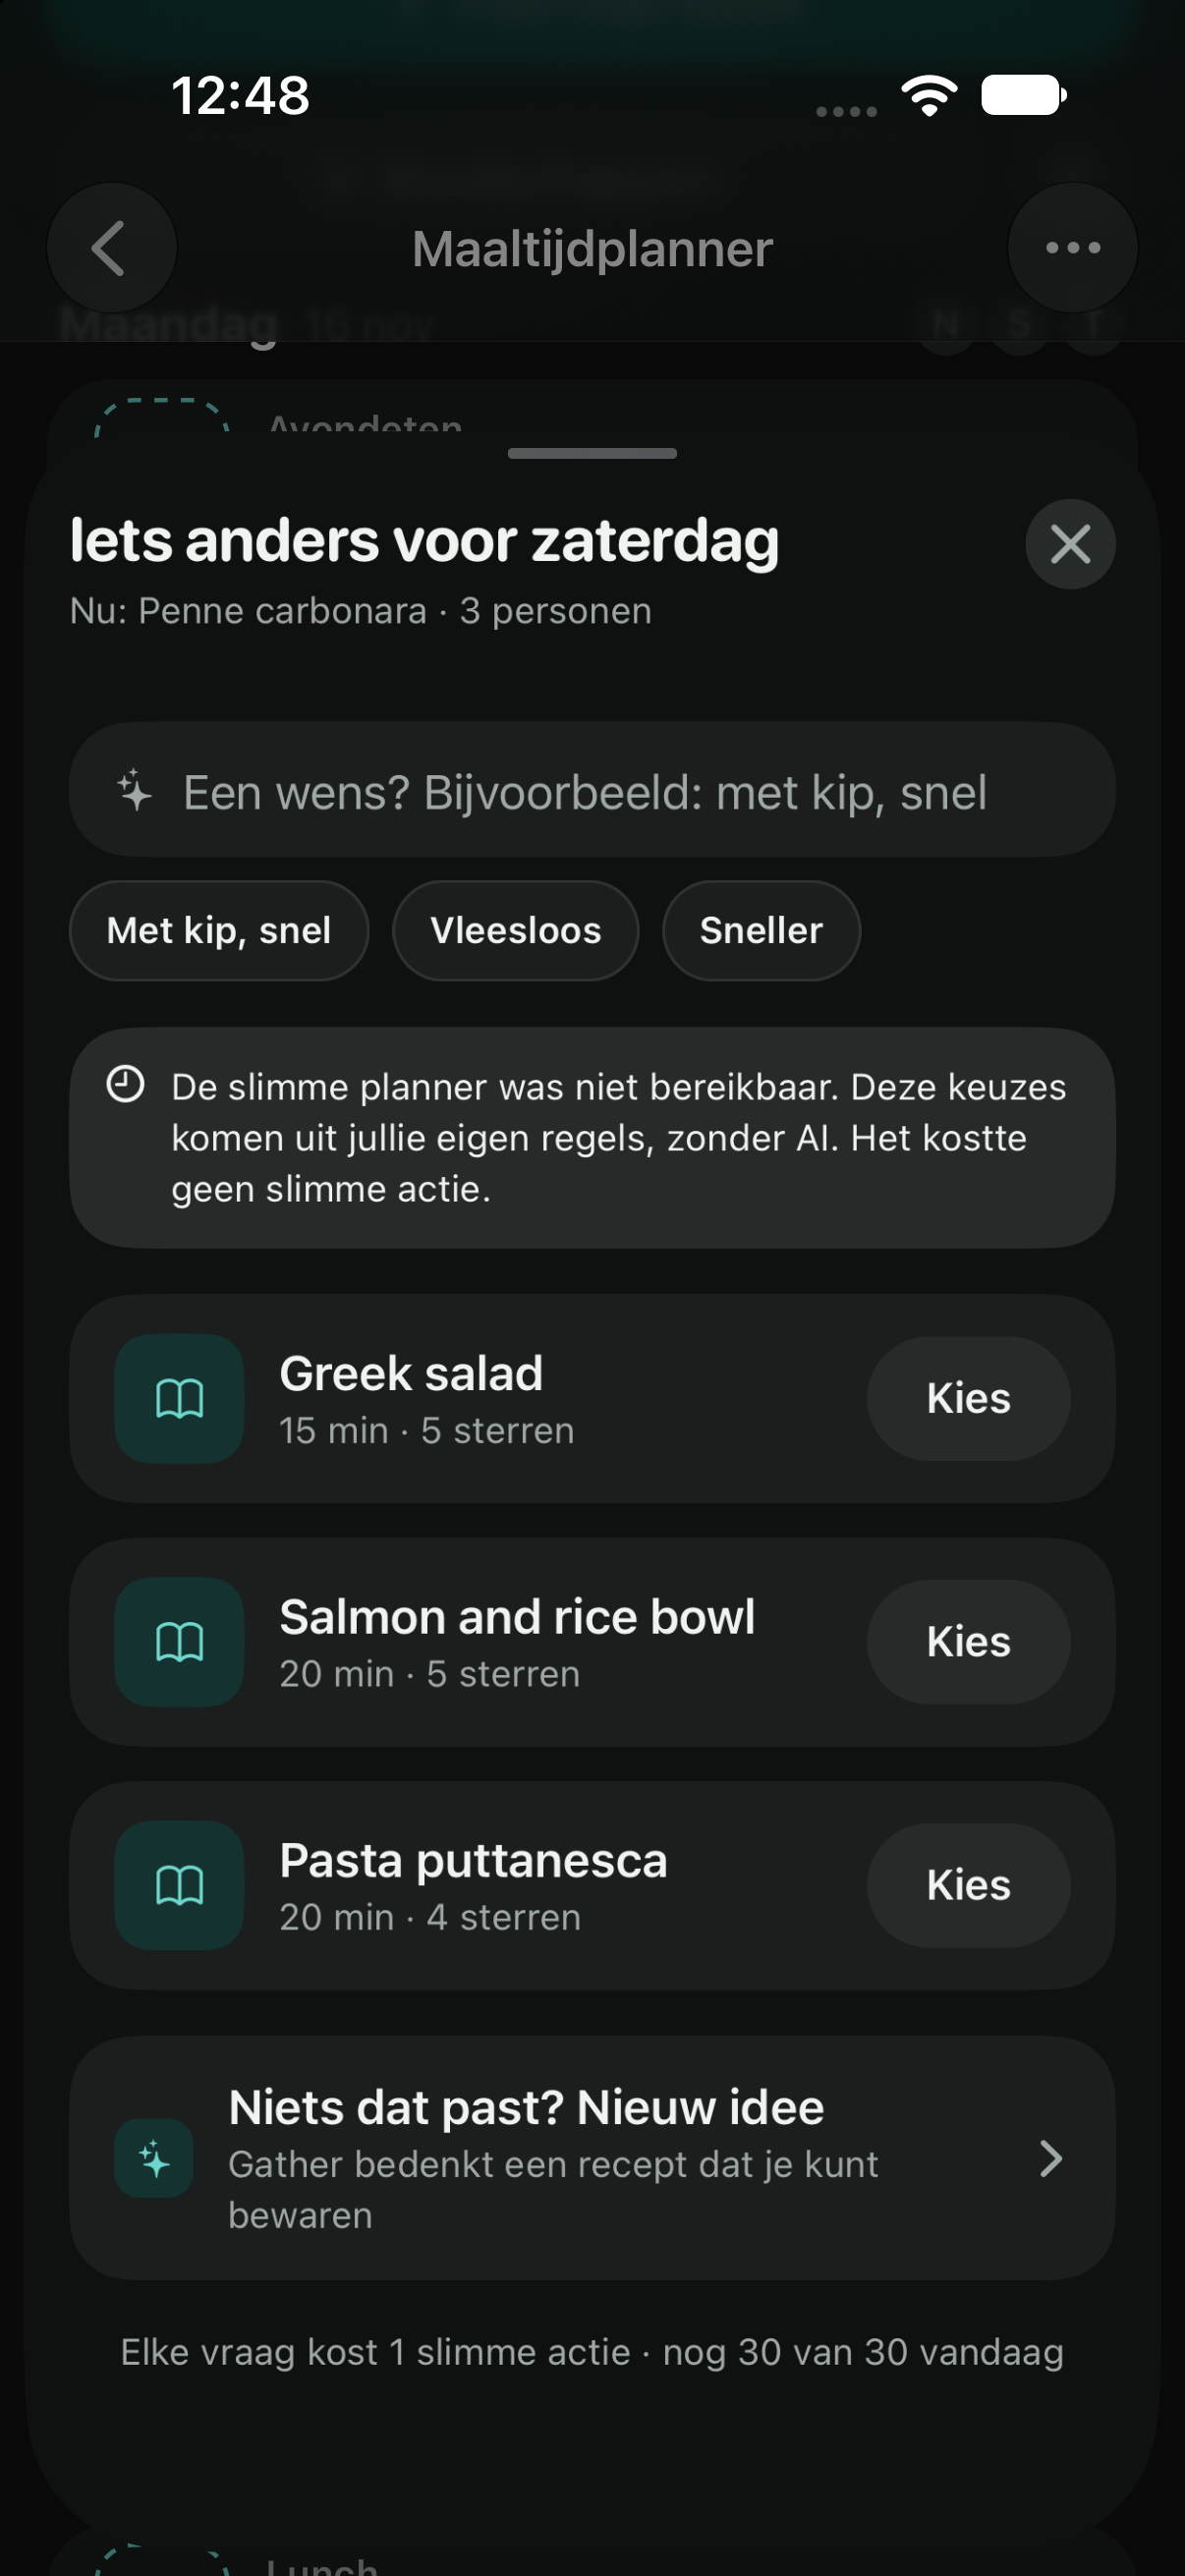 12:48
Maaltijdplanner
Maandag 16 nov
N S T
Avondeten
Iets anders voor zaterdag
Nu: Penne carbonara · 3 personen
Een wens? Bijvoorbeeld: met kip, snel
Met kip, snel
Vleesloos
Sneller
De slimme planner was niet bereikbaar. Deze keuzes
komen uit jullie eigen regels, zonder AI. Het kostte
geen slimme actie.
Greek salad
15 min · 5 sterren
Kies
Salmon and rice bowl
20 min · 5 sterren
Kies
Pasta puttanesca
20 min · 4 sterren
Kies
Niets dat past? Nieuw idee
Gather bedenkt een recept dat je kunt
bewaren
Elke vraag kost 1 slimme actie · nog 30 van 30 vandaag
Lunch